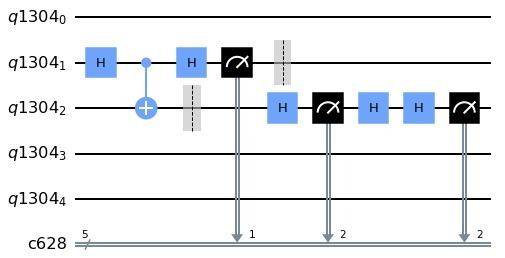 q1304₀
q1304₁ H H
q1304₂ H H H
q1304₃
q1304₄
c628 5 1 2 2